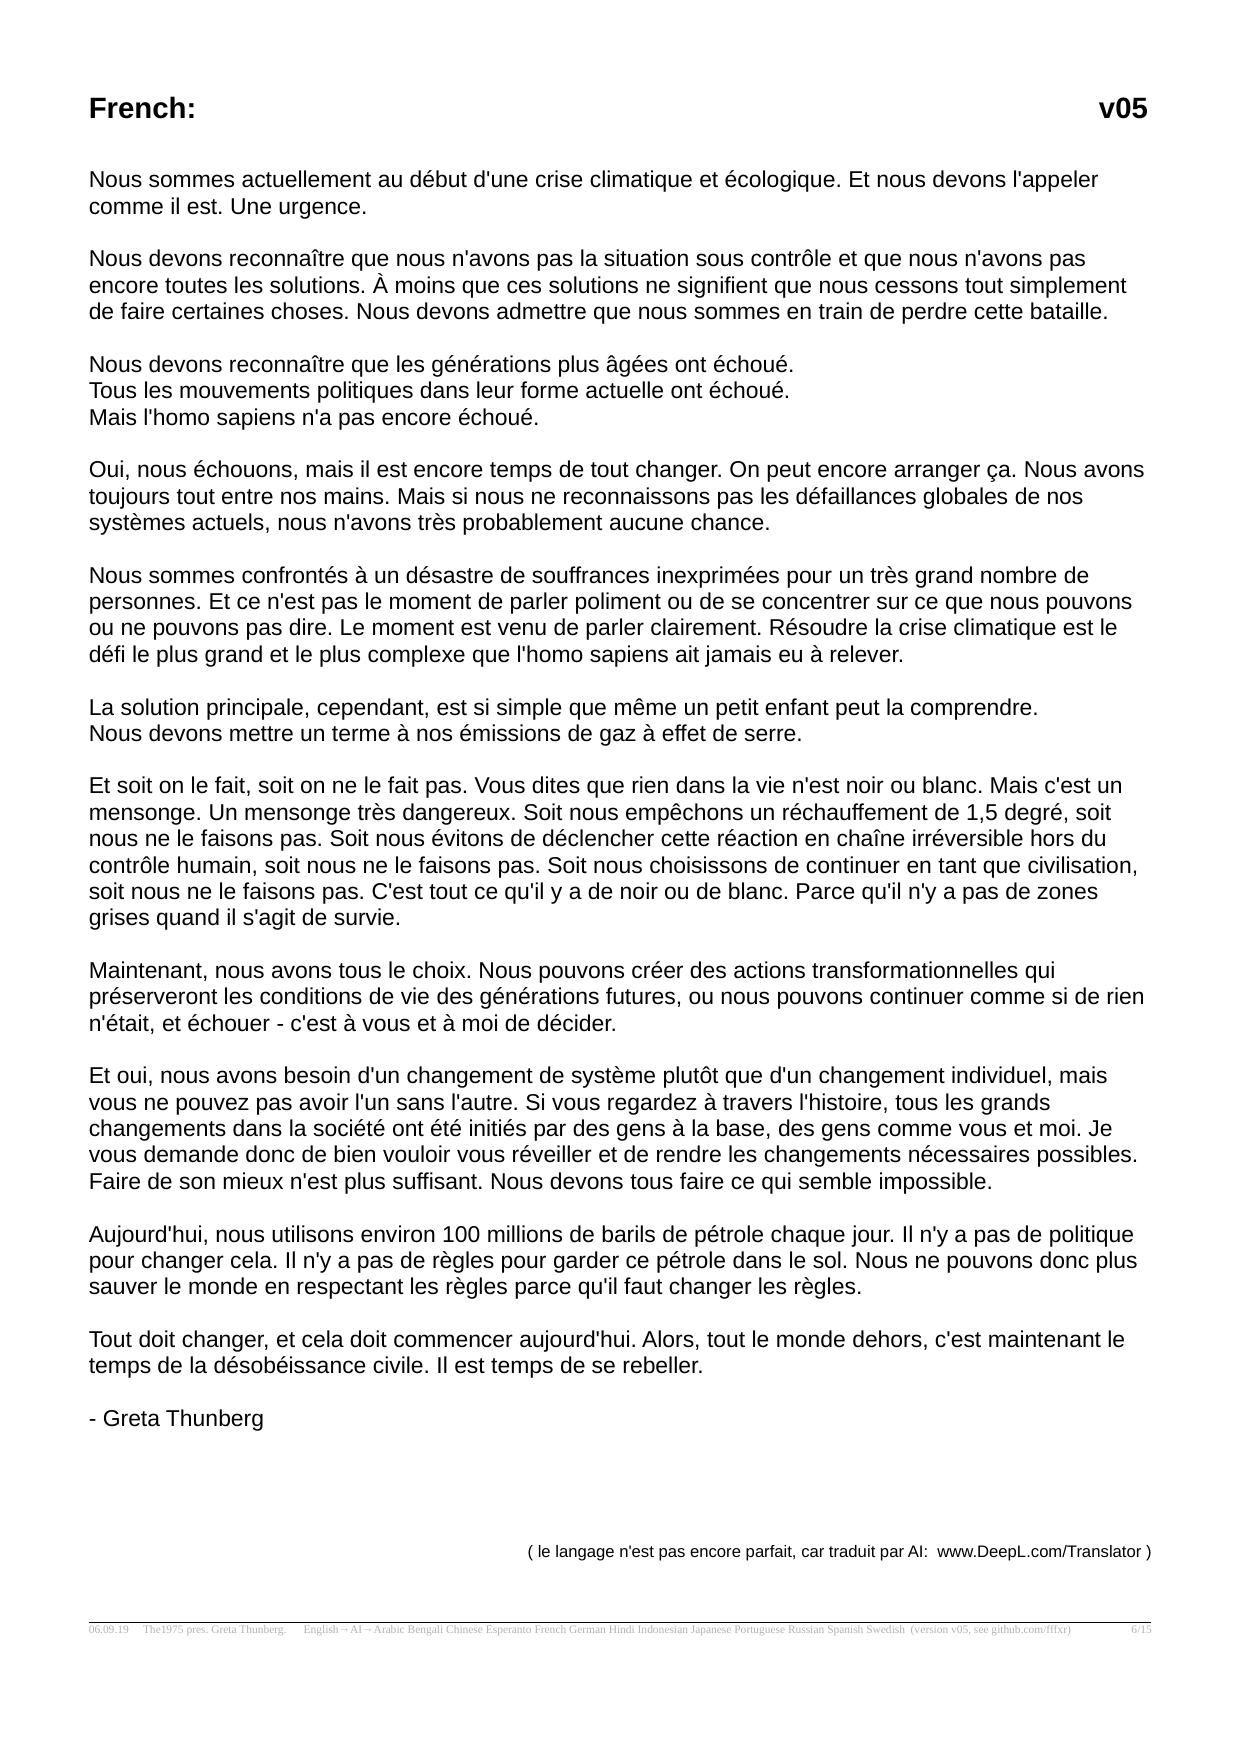 French: v05
Nous sommes actuellement au début d'une crise climatique et écologique. Et nous devons l'appeler
comme il est. Une urgence.
Nous devons reconnaître que nous n'avons pas la situation sous contrôle et que nous n'avons pas
encore toutes les solutions. À moins que ces solutions ne signifient que nous cessons tout simplement
de faire certaines choses. Nous devons admettre que nous sommes en train de perdre cette bataille.
Nous devons reconnaître que les générations plus âgées ont échoué.
Tous les mouvements politiques dans leur forme actuelle ont échoué.
Mais l'homo sapiens n'a pas encore échoué.
Oui, nous échouons, mais il est encore temps de tout changer. On peut encore arranger ça. Nous avons
toujours tout entre nos mains. Mais si nous ne reconnaissons pas les défaillances globales de nos
systèmes actuels, nous n'avons très probablement aucune chance.
Nous sommes confrontés à un désastre de souffrances inexprimées pour un très grand nombre de
personnes. Et ce n'est pas le moment de parler poliment ou de se concentrer sur ce que nous pouvons
ou ne pouvons pas dire. Le moment est venu de parler clairement. Résoudre la crise climatique est le
défi le plus grand et le plus complexe que l'homo sapiens ait jamais eu à relever.
La solution principale, cependant, est si simple que même un petit enfant peut la comprendre.
Nous devons mettre un terme à nos émissions de gaz à effet de serre.
Et soit on le fait, soit on ne le fait pas. Vous dites que rien dans la vie n'est noir ou blanc. Mais c'est un
mensonge. Un mensonge très dangereux. Soit nous empêchons un réchauffement de 1,5 degré, soit
nous ne le faisons pas. Soit nous évitons de déclencher cette réaction en chaîne irréversible hors du
contrôle humain, soit nous ne le faisons pas. Soit nous choisissons de continuer en tant que civilisation,
soit nous ne le faisons pas. C'est tout ce qu'il y a de noir ou de blanc. Parce qu'il n'y a pas de zones
grises quand il s'agit de survie.
Maintenant, nous avons tous le choix. Nous pouvons créer des actions transformationnelles qui
préserveront les conditions de vie des générations futures, ou nous pouvons continuer comme si de rien
n'était, et échouer - c'est à vous et à moi de décider.
Et oui, nous avons besoin d'un changement de système plutôt que d'un changement individuel, mais
vous ne pouvez pas avoir l'un sans l'autre. Si vous regardez à travers l'histoire, tous les grands
changements dans la société ont été initiés par des gens à la base, des gens comme vous et moi. Je
vous demande donc de bien vouloir vous réveiller et de rendre les changements nécessaires possibles.
Faire de son mieux n'est plus suffisant. Nous devons tous faire ce qui semble impossible.
Aujourd'hui, nous utilisons environ 100 millions de barils de pétrole chaque jour. Il n'y a pas de politique
pour changer cela. Il n'y a pas de règles pour garder ce pétrole dans le sol. Nous ne pouvons donc plus
sauver le monde en respectant les règles parce qu'il faut changer les règles.
Tout doit changer, et cela doit commencer aujourd'hui. Alors, tout le monde dehors, c'est maintenant le
temps de la désobéissance civile. Il est temps de se rebeller.
- Greta Thunberg
( le langage n'est pas encore parfait, car traduit par AI: www.DeepL.com/Translator )
06.09.19 The1975 pres. Greta Thunberg. English→AI→Arabic Bengali Chinese Esperanto French German Hindi Indonesian Japanese Portuguese Russian Spanish Swedish (version v05, see github.com/fffxr) 6/15